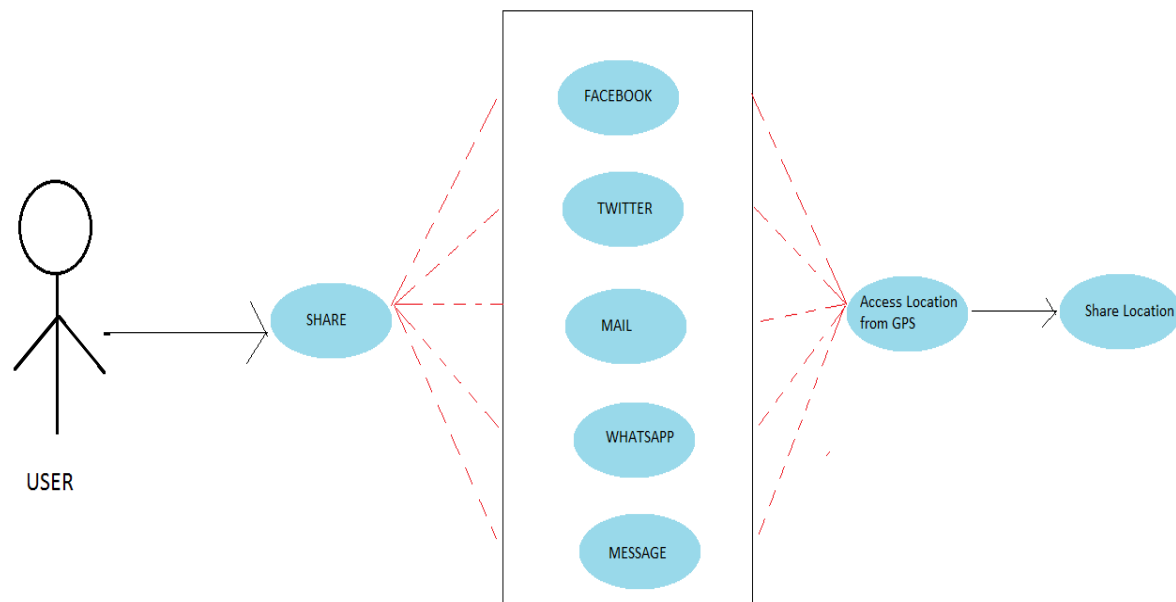 FACEBOOK
TWITTER
MAIL
WHATSAPP
MESSAGE
SHARE
USER
Access Location
from GPS
Share Location